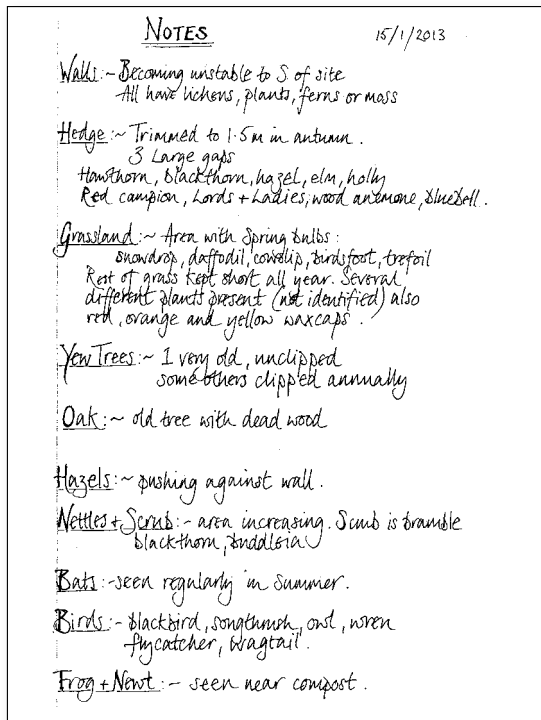 NOTES
15/1/2013
Walls:~ Becoming unstable to S of site
All have lichens, plants, ferns or moss
Hedge:~ Trimmed to 1.5m in autumn.
3 Large gaps
Hawthorn, blackthorn, hazel, elm, holly
Red campion, Lords + Ladies, wood anemone, bluebell.
Grassland:~ Area with Spring bulbs:
snowdrop, daffodil, cowslip, birdsfoot, trefoil
Rest of grass kept short all year. Several
different plants present (not identified) also
red, orange and yellow waxcaps.
Yew Trees:~ 1 very old, unclipped
some others clipped annually
Oak:~ old tree with dead wood
Hazels:~ pushing against wall.
Nettles + Scrub:- area increasing. Scrub is bramble
blackthorn, buddleia
Bats:-seen regularly in Summer.
Birds:- blackbird, songthrush, owl, wren
flycatcher, wagtail.
Frog + Newt:- seen near compost.